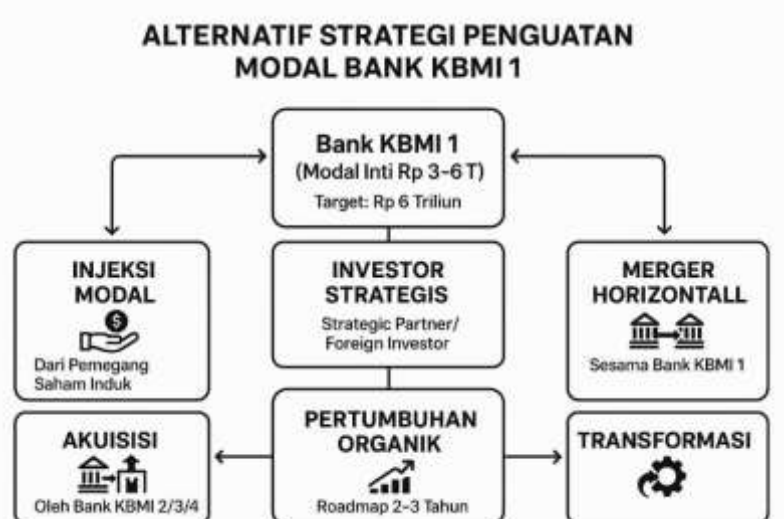 ALTERNATIF STRATEGI PENGUATAN
MODAL BANK KBMI 1
Bank KBMI 1
(Modal Inti Rp 3-6 T)
Target: Rp 6 Triliun
INJEKSI
MODAL
$
Dari Pemegang
Saham Induk
INVESTOR
STRATEGIS
Strategic Partner/
Foreign Investor
MERGER
HORIZONTALL
Sesama Bank KBMI 1
AKUISISI
Oleh Bank KBMI 2/3/4
PERTUMBUHAN
ORGANIK
Roadmap 2-3 Tahun
TRANSFORMASI